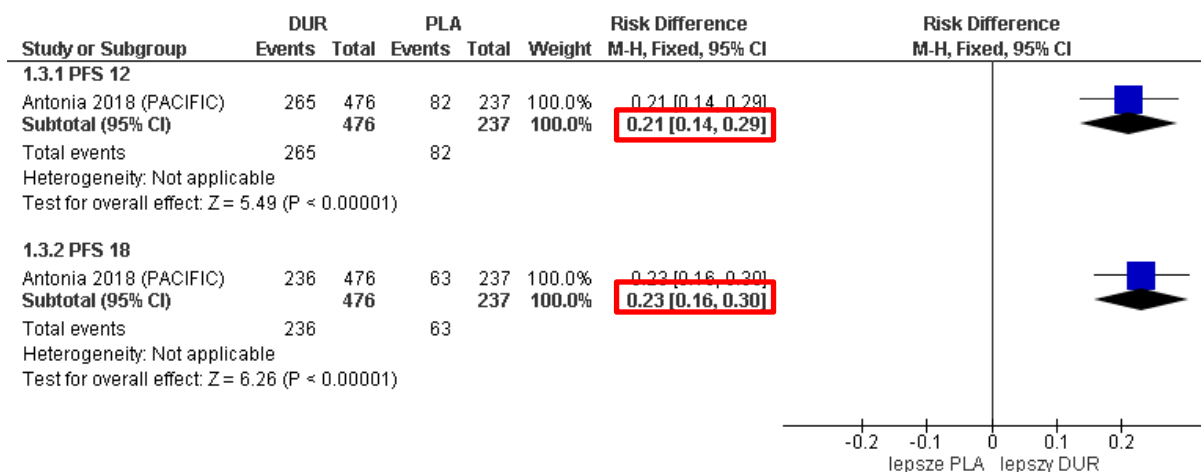 DUR PLA Risk Difference Risk Difference
Study or Subgroup Events Total Events Total Weight M-H, Fixed, 95% CI M-H, Fixed, 95% CI
1.3.1 PFS 12
Antonia 2018 (PACIFIC) 265 476 82 237 100.0% 0.21 [0.14, 0.29]
Subtotal (95% CI) 476 237 100.0% 0.21 [0.14, 0.29]
Total events 265 82
Heterogeneity: Not applicable
Test for overall effect: Z = 5.49 (P < 0.00001)
1.3.2 PFS 18
Antonia 2018 (PACIFIC) 236 476 63 237 100.0% 0.23 [0.16, 0.30]
Subtotal (95% CI) 476 237 100.0% 0.23 [0.16, 0.30]
Total events 236 63
Heterogeneity: Not applicable
Test for overall effect: Z = 6.26 (P < 0.00001)
-0.2 -0.1 0 0.1 0.2
lepsze PLA lepszy DUR